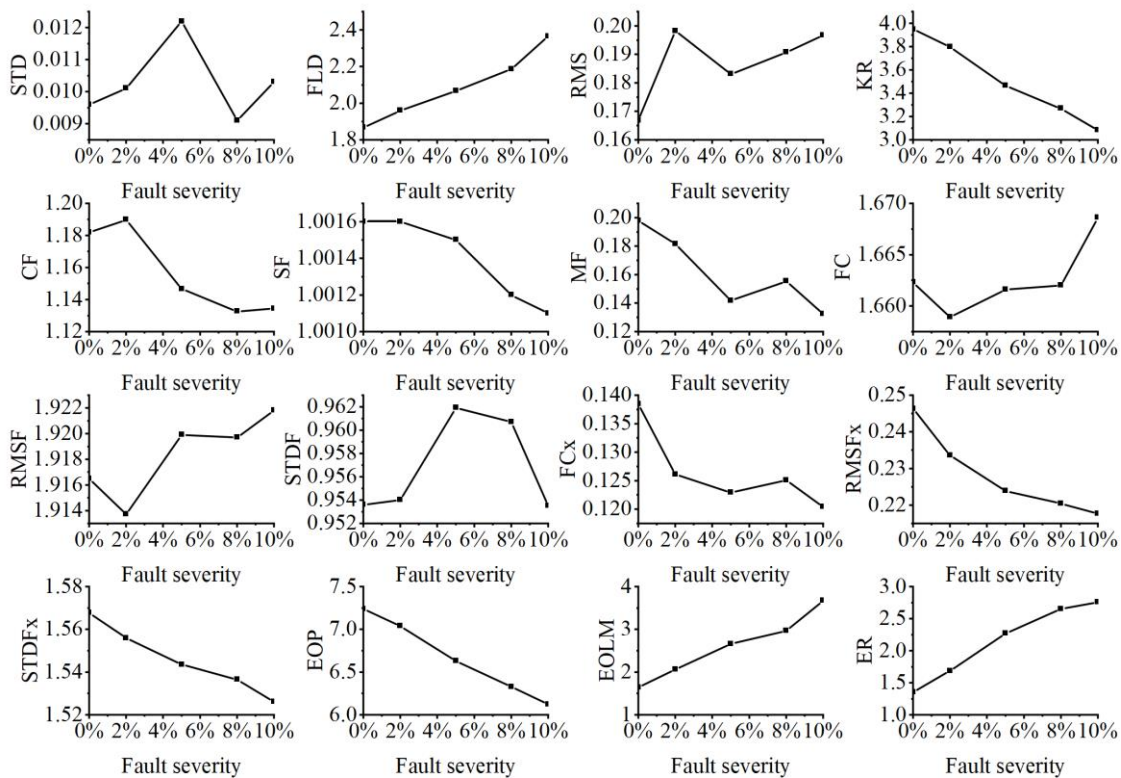 STD
0.012
0.011
0.010
0.009
0% 2% 4% 6% 8% 10%
Fault severity
FLD
2.4
2.2
2.0
1.8
0% 2% 4% 6% 8% 10%
Fault severity
RMS
0.20
0.19
0.18
0.17
0.16
0% 2% 4% 6% 8% 10%
Fault severity
KR
4.0
3.8
3.6
3.4
3.2
3.0
0% 2% 4% 6% 8% 10%
Fault severity
CF
1.20
1.18
1.16
1.14
1.12
0% 2% 4% 6% 8% 10%
Fault severity
SF
1.0016
1.0014
1.0012
1.0010
0% 2% 4% 6% 8% 10%
Fault severity
MF
0.20
0.18
0.16
0.14
0.12
0% 2% 4% 6% 8% 10%
Fault severity
FC
1.670
1.665
1.660
0% 2% 4% 6% 8% 10%
Fault severity
RMSF
1.922
1.920
1.918
1.916
1.914
0% 2% 4% 6% 8% 10%
Fault severity
STDF
0.962
0.960
0.958
0.956
0.954
0.952
0% 2% 4% 6% 8% 10%
Fault severity
FCx
0.140
0.135
0.130
0.125
0.120
0% 2% 4% 6% 8% 10%
Fault severity
RMSFx
0.25
0.24
0.23
0.22
0% 2% 4% 6% 8% 10%
Fault severity
STDFx
1.58
1.56
1.54
1.52
0% 2% 4% 6% 8% 10%
Fault severity
EOP
7.5
7.0
6.5
6.0
0% 2% 4% 6% 8% 10%
Fault severity
EOLM
4
3
2
1
0% 2% 4% 6% 8% 10%
Fault severity
ER
3.0
2.5
2.0
1.5
1.0
0% 2% 4% 6% 8% 10%
Fault severity